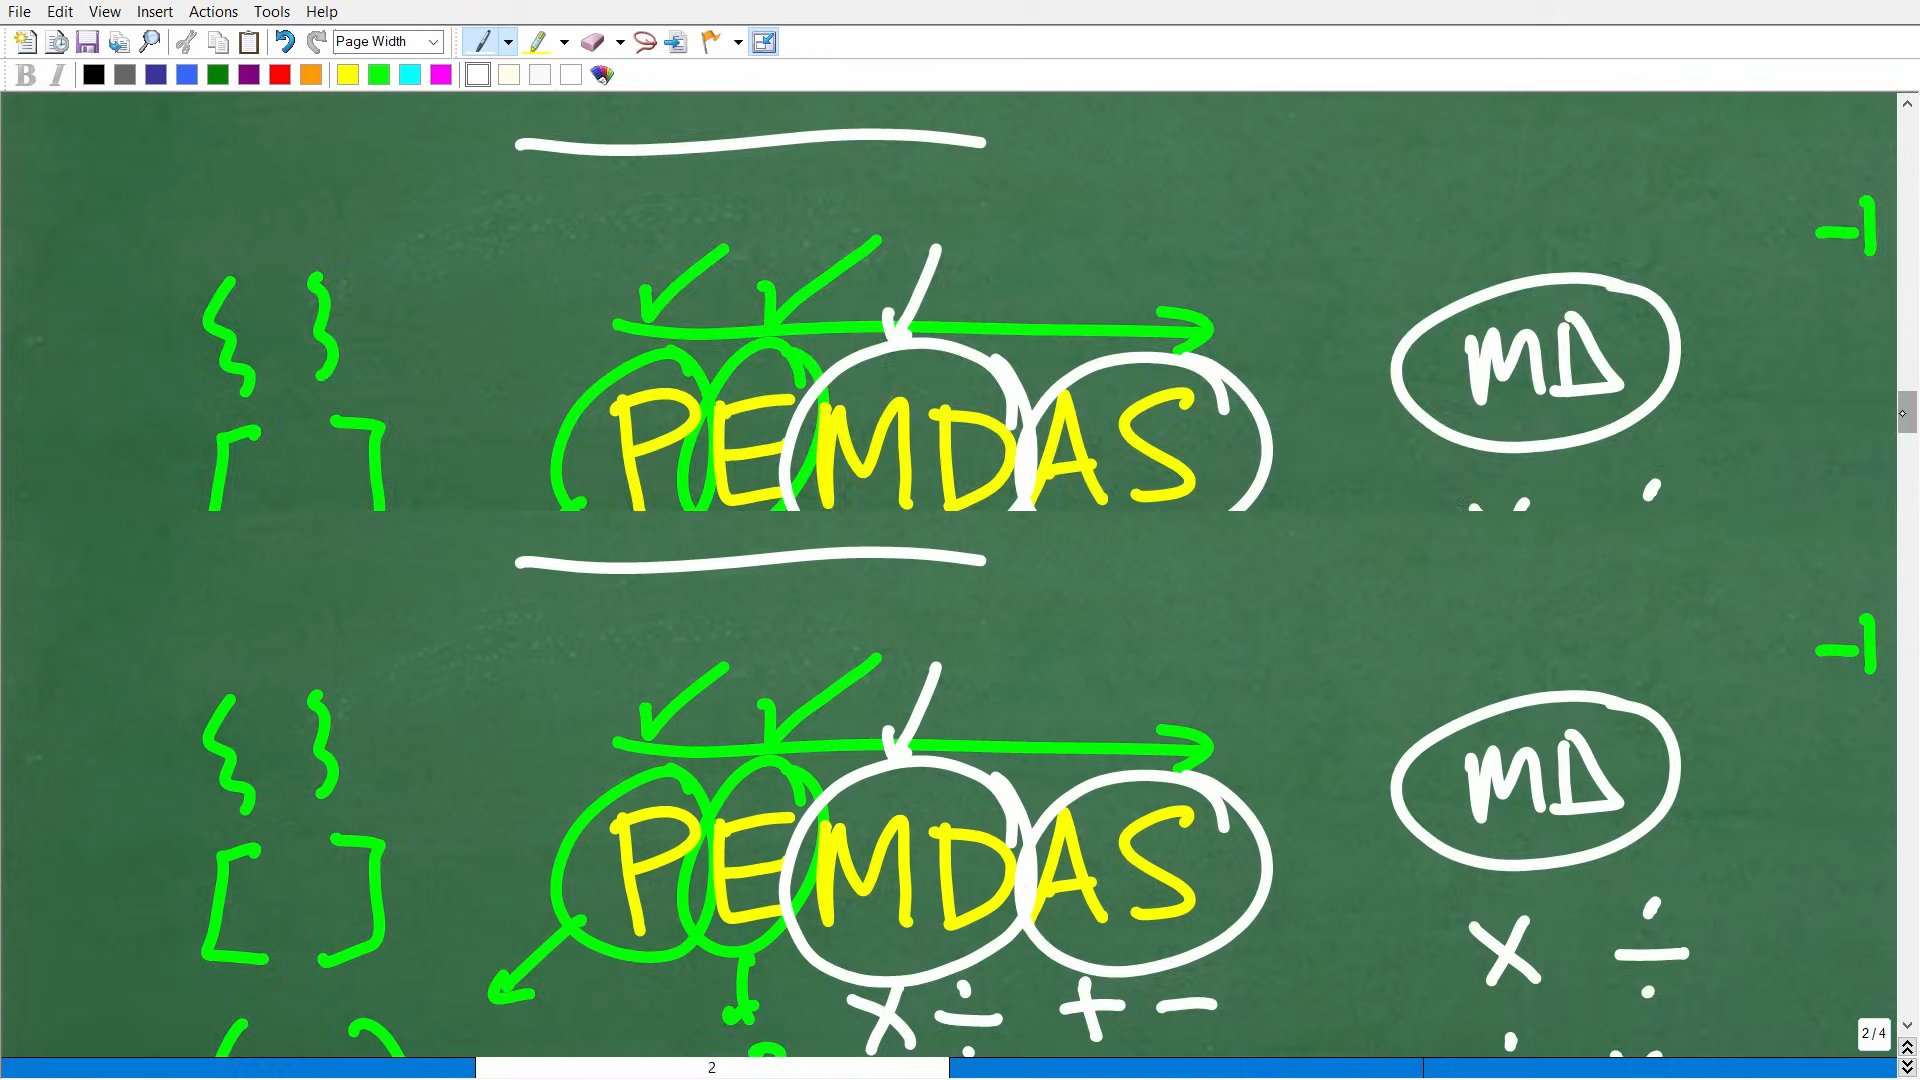 File Edit View Insert Actions Tools Help
Page Width
B I
-1
{ }
MD
[ ]
PEMDAS
-1
{ }
MD
[ ]
PEMDAS
× ÷
× ÷ + −
( )
2 / 4
2